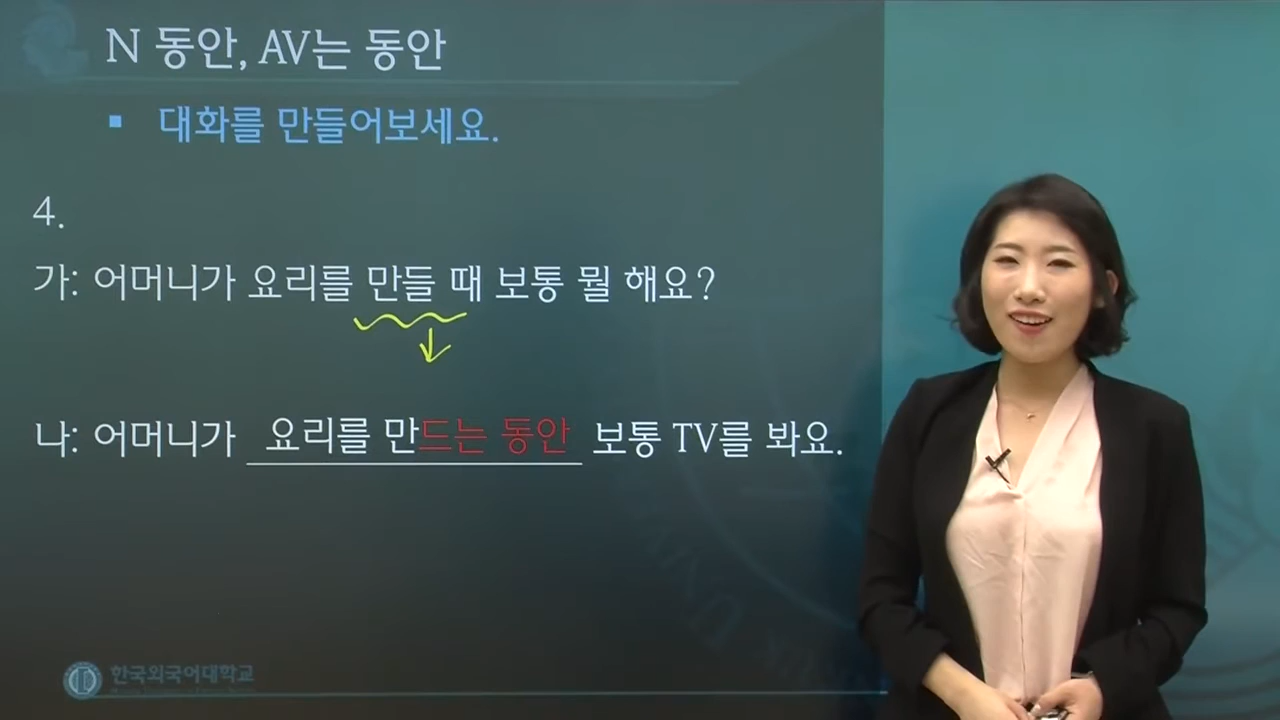 N 동안, AV는 동안
▪ 대화를 만들어보세요.
4.
가: 어머니가 요리를 만들 때 보통 뭘 해요?
나: 어머니가 요리를 만드는 동안 보통 TV를 봐요.
한국외국어대학교